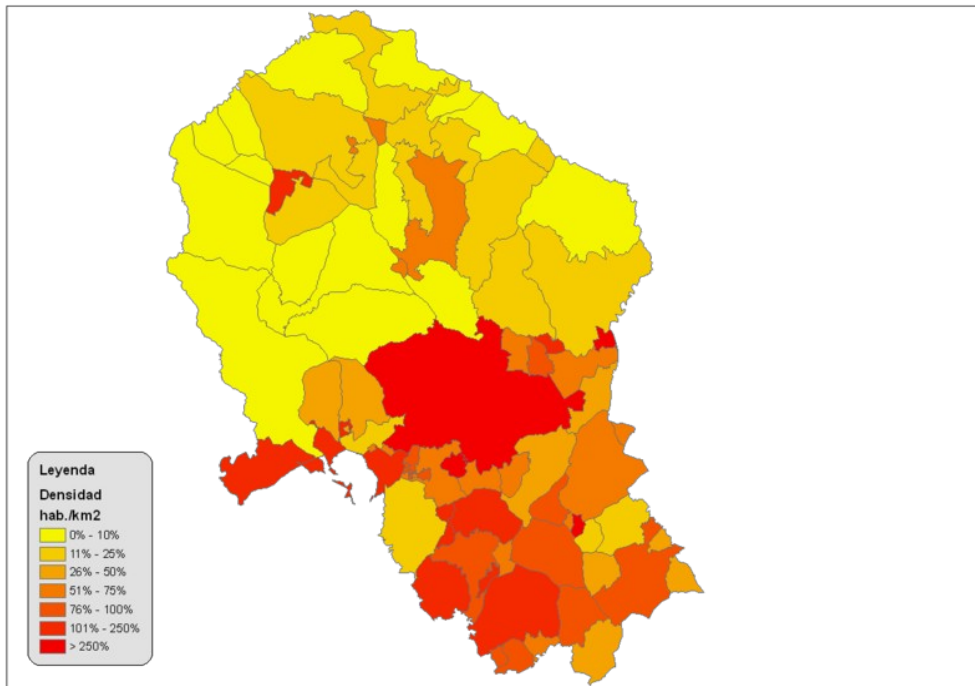 Leyenda
Densidad
hab./km2
0% - 10%
11% - 25%
26% - 50%
51% - 75%
76% - 100%
101% - 250%
> 250%